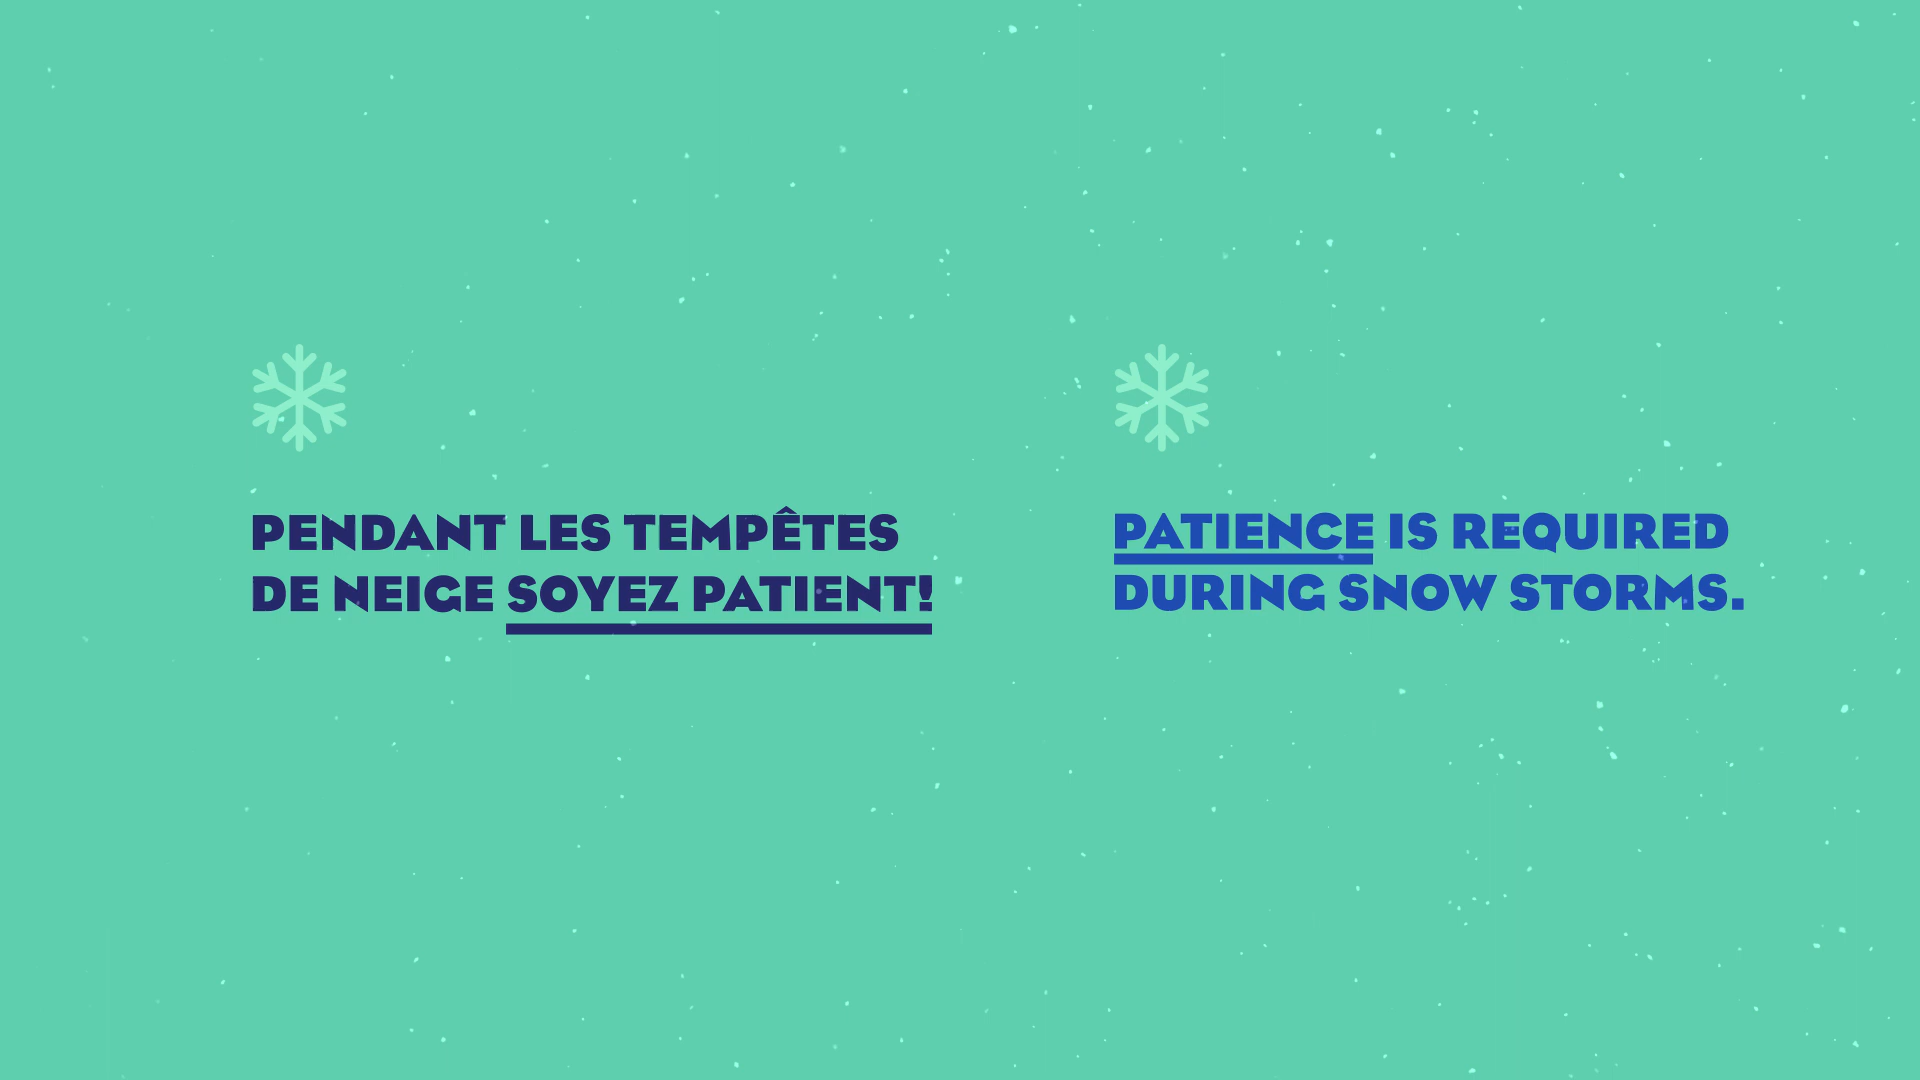 PENDANT LES TEMPÊTES
DE NEIGE SOYEZ PATIENT!
PATIENCE IS REQUIRED
DURING SNOW STORMS.